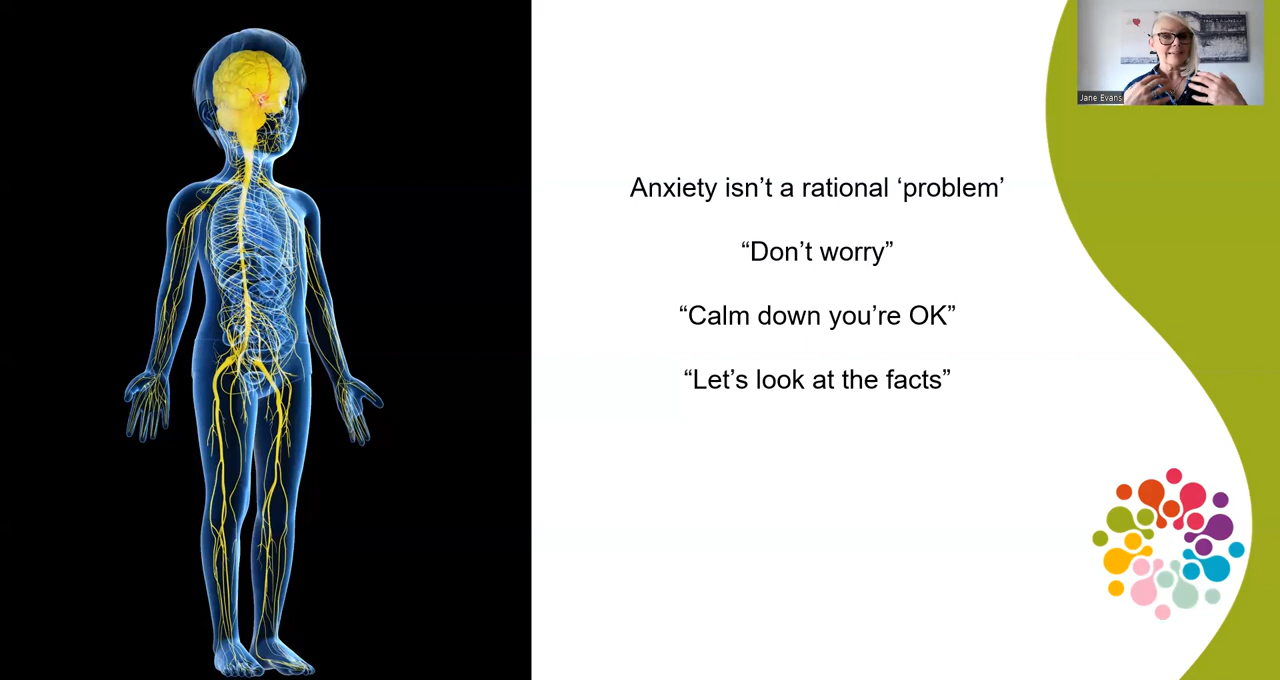 Anxiety isn’t a rational ‘problem’
“Don’t worry”
“Calm down you’re OK”
“Let’s look at the facts”
Jane Evans